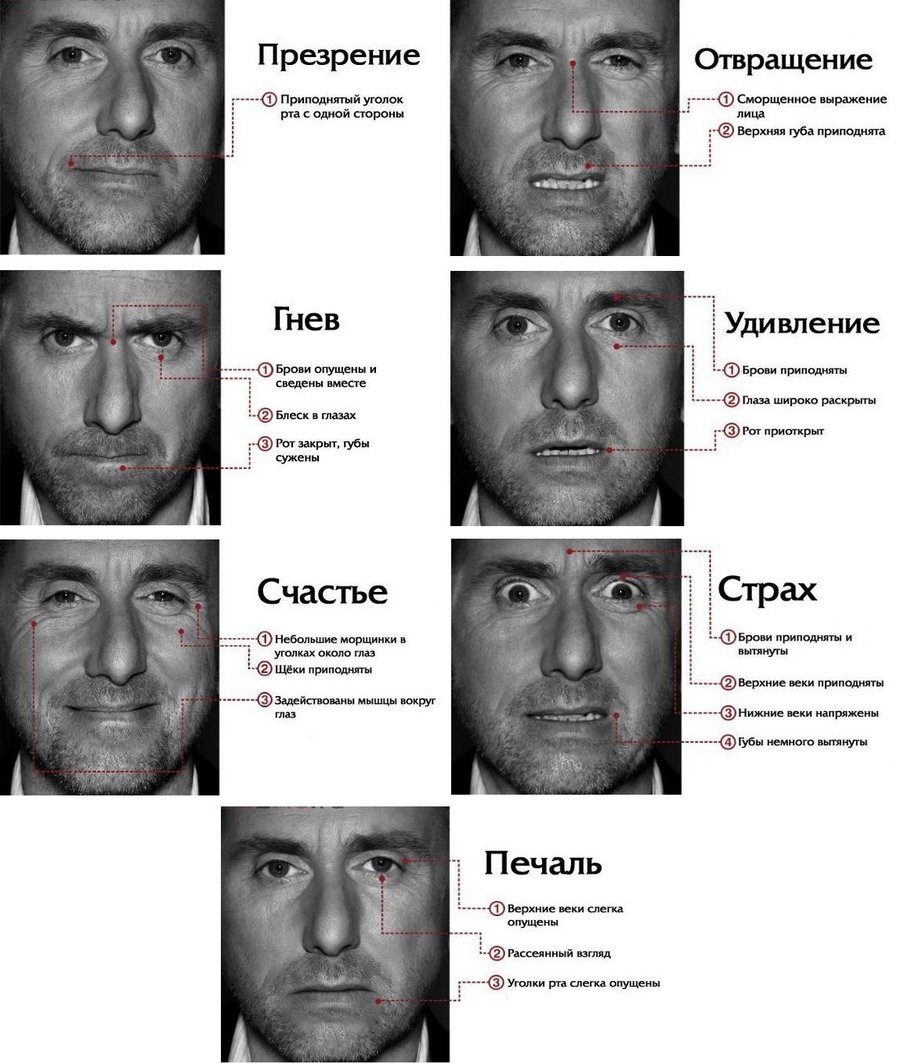 Презрение
1 Приподнятый уголок
рта с одной стороны
Отвращение
1 Сморщенное выражение
лица
2 Верхняя губа приподнята
Гнев
1 Брови опущены и
сведены вместе
2 Блеск в глазах
3 Рот закрыт, губы
сужены
Удивление
1 Брови приподняты
2 Глаза широко раскрыты
3 Рот приоткрыт
Счастье
1 Небольшие морщинки в
уголках около глаз
2 Щёки приподняты
3 Задействованы мышцы вокруг
глаз
Страх
1 Брови приподняты и
вытянуты
2 Верхние веки приподняты
3 Нижние веки напряжены
4 Губы немного вытянуты
Печаль
1 Верхние веки слегка
опущены
2 Рассеянный взгляд
3 Уголки рта слегка опущены